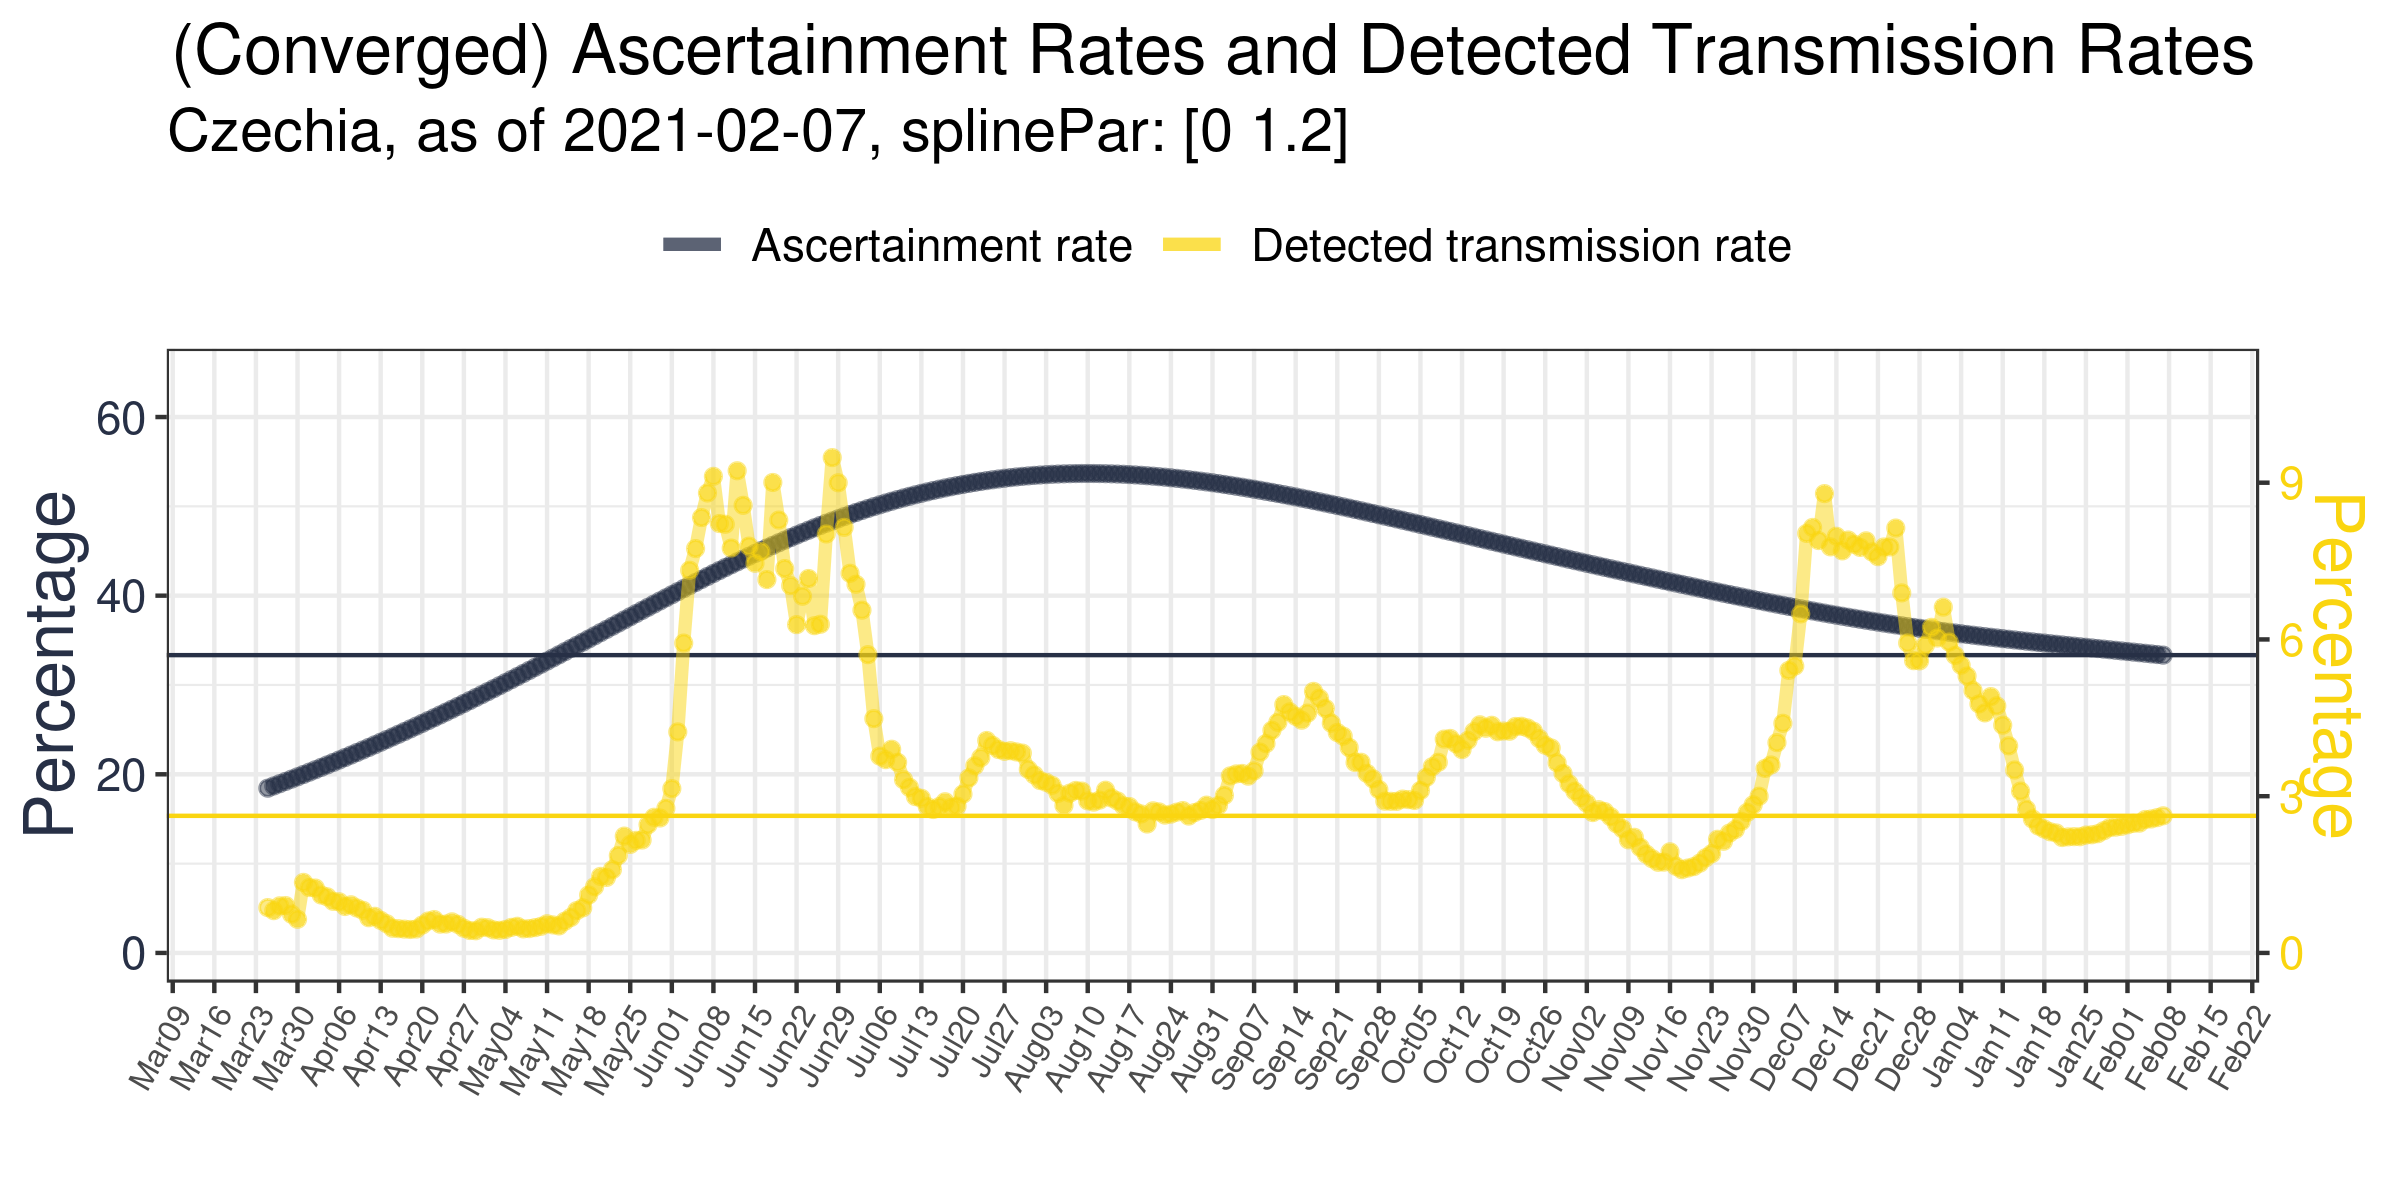 (Converged) Ascertainment Rates and Detected Transmission Rates
Czechia, as of 2021-02-07, splinePar: [0 1.2]
Ascertainment rate Detected transmission rate
Percentage
60
40
20
0
9
6
3
0
Percentage
Mar09 Mar16 Mar23 Mar30 Apr06 Apr13 Apr20 Apr27 May04 May11 May18 May25 Jun01 Jun08 Jun15 Jun22 Jun29 Jul06 Jul13 Jul20 Jul27 Aug03 Aug10 Aug17 Aug24 Aug31 Sep07 Sep14 Sep21 Sep28 Oct05 Oct12 Oct19 Oct26 Nov02 Nov09 Nov16 Nov23 Nov30 Dec07 Dec14 Dec21 Dec28 Jan04 Jan11 Jan18 Jan25 Feb01 Feb08 Feb15 Feb22